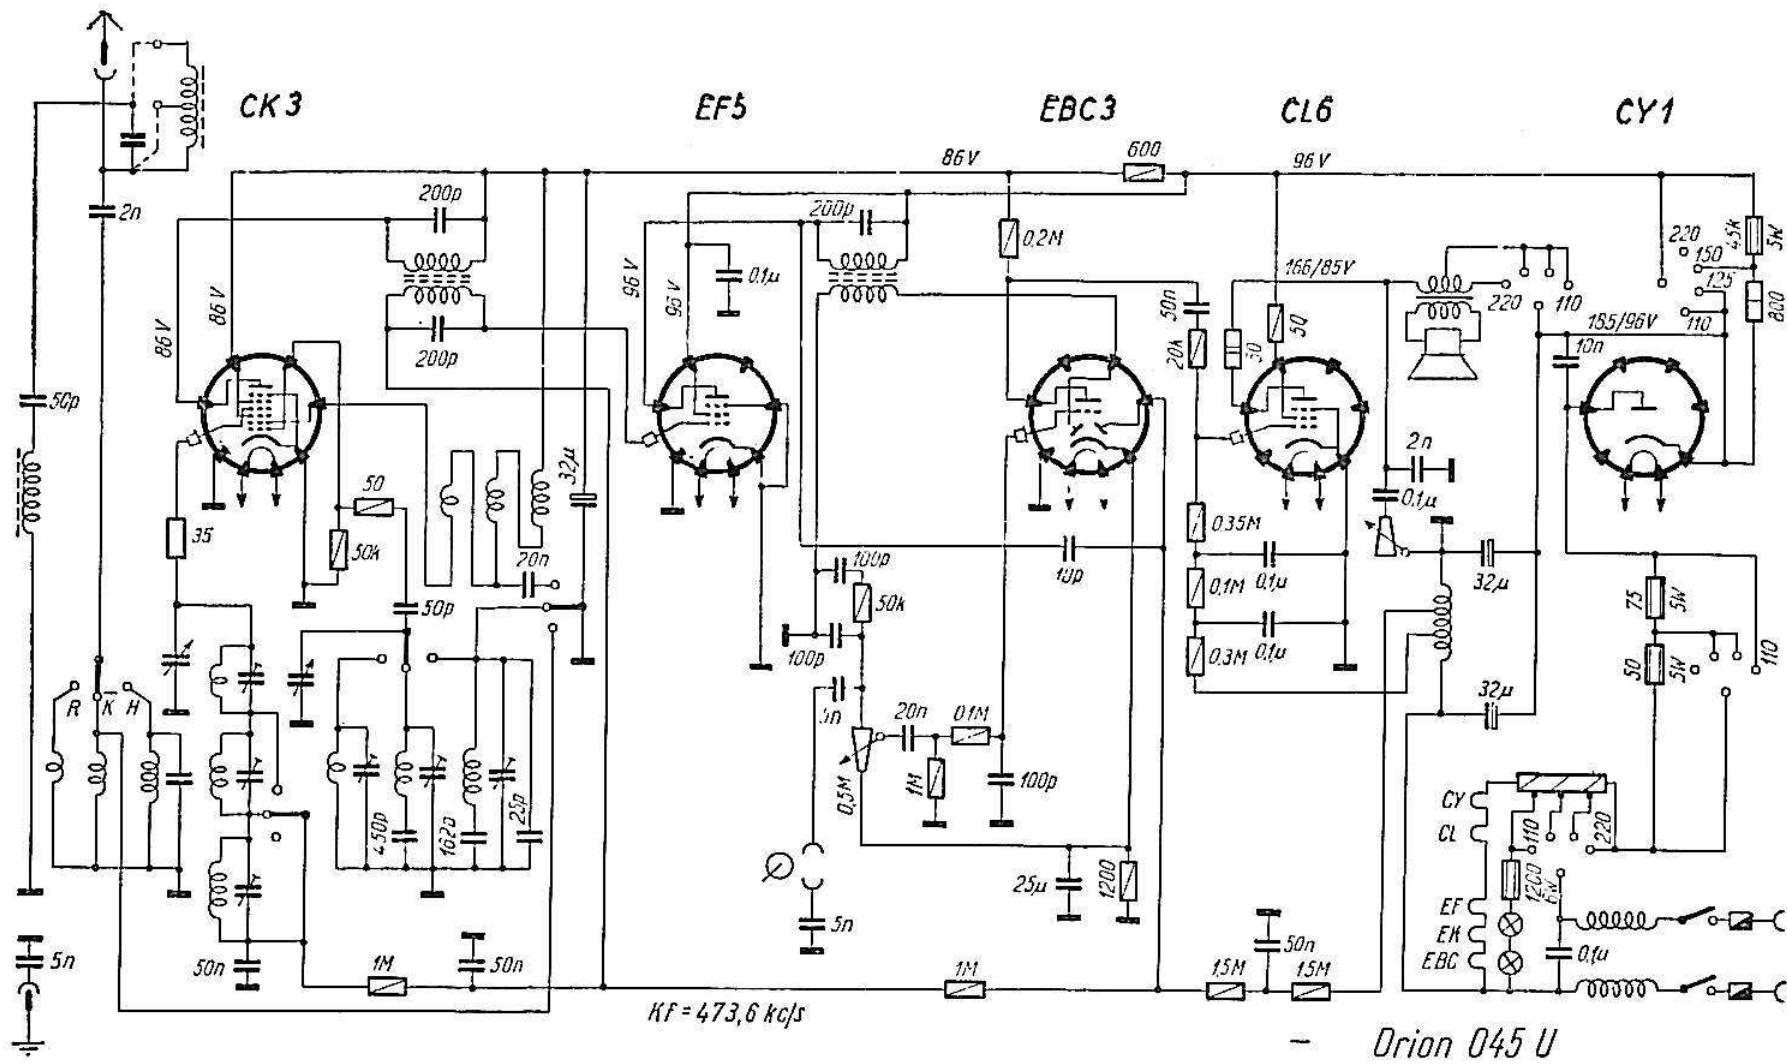 CK3
EF5
EBC3
CL6
CY1
86V
600
96V
200p
2n
200p
0,2M
45k
5W
220
150
125
110
800
0,1µ
166/85V
220
110
185/96V
10n
86V
86V
96V
96V
200p
50n
20k
50
50p
32µ
50
35
50k
2n
0,1µ
0,35M
20n
100p
10p
0,1µ
32µ
50p
50k
0,1M
75
5W
100p
0,3M
0,1µ
50
5W
110
R
K
H
5n
20n
0,1M
32µ
0,5M
1M
100p
450p
162p
25p
CY
CL
110
220
25µ
1200
1200
6W
5n
EF
EK
EBC
5n
50n
1M
50n
1M
50n
1,5M
1,5M
0,1µ
Kf = 473,6 kc/s
– Orion 045 U